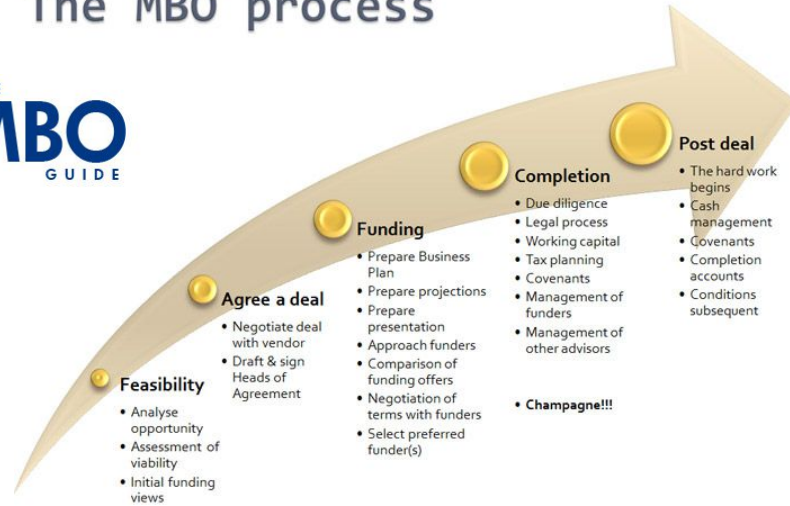 The MBO process
MBO
GUIDE
Feasibility
• Analyse
opportunity
• Assessment of
viability
• Initial funding
views
Agree a deal
• Negotiate deal
with vendor
• Draft & sign
Heads of
Agreement
Funding
• Prepare Business
Plan
• Prepare projections
• Prepare
presentation
• Approach funders
• Comparison of
funding offers
• Negotiation of
terms with funders
• Select preferred
funder(s)
Completion
• Due diligence
• Legal process
• Working capital
• Tax planning
• Covenants
• Management of
funders
• Management of
other advisors
• Champagne!!!
Post deal
• The hard work
begins
• Cash
management
• Covenants
• Completion
accounts
• Conditions
subsequent